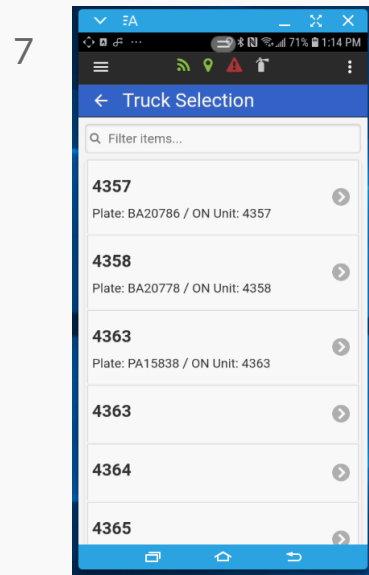 7
EA
71% 1:14 PM
Truck Selection
Filter items...
4357
Plate: BA20786 / ON Unit: 4357
4358
Plate: BA20778 / ON Unit: 4358
4363
Plate: PA15838 / ON Unit: 4363
4363
4364
4365